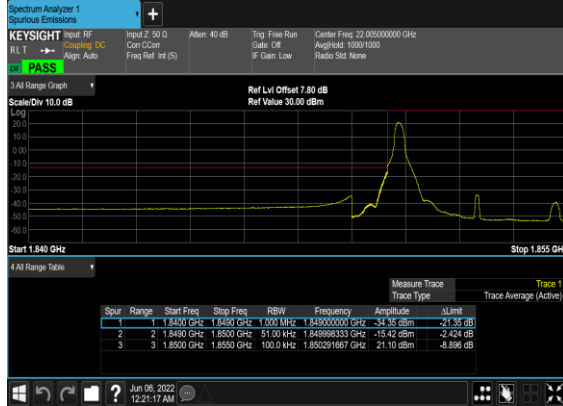 Spectrum Analyzer 1
Spurious Emissions
KEYSIGHT Input: RF Input Z: 50 Ω Atten: 40 dB Trig: Free Run Center Freq: 22.005000000 GHz
RLT Coupling: DC Corr CCorr Gate: Off Avg|Hold: 1000/1000
Align: Auto Freq Ref: Int (S) IF Gain: Low Radio Std: None
PASS
3 All Range Graph
Ref Lvl Offset 7.80 dB
Scale/Div 10.0 dB Ref Value 30.00 dBm
Log
20.0
10.0
0.00
-10.0
-20.0
-30.0
-40.0
-50.0
-60.0
Start 1.840 GHz Stop 1.855 GH
4 All Range Table
Measure Trace Trace 1
Trace Type Trace Average (Active)
Spur Range Start Freq Stop Freq RBW Frequency Amplitude ΔLimit
1 1 1.8400 GHz 1.8490 GHz 1.000 MHz 1.849000000 GHz -34.35 dBm -21.35 dB
2 2 1.8490 GHz 1.8500 GHz 51.00 kHz 1.849998333 GHz -15.42 dBm -2.424 dB
3 3 1.8500 GHz 1.8550 GHz 100.0 kHz 1.850291667 GHz 21.10 dBm -8.896 dB
? Jun 06, 2022
12:21:17 AM